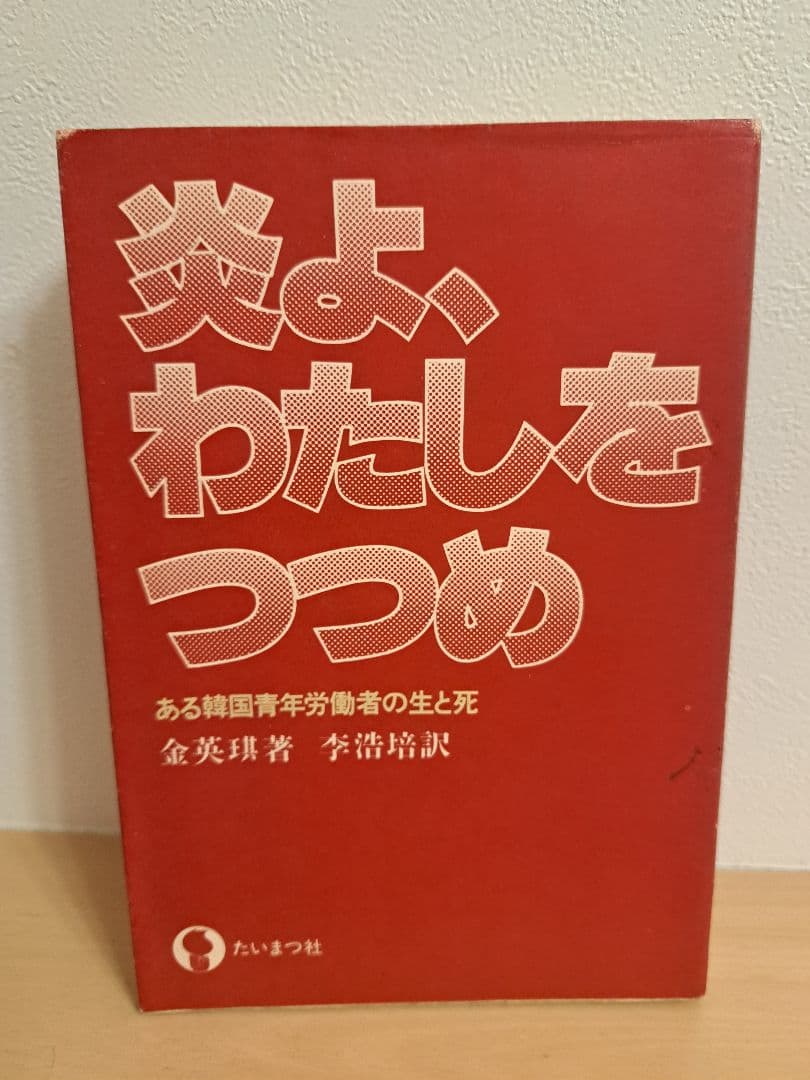 炎よ、
わたしを
つつめ
ある韓国青年労働者の生と死
金英琪著 李浩培訳
たいまつ社